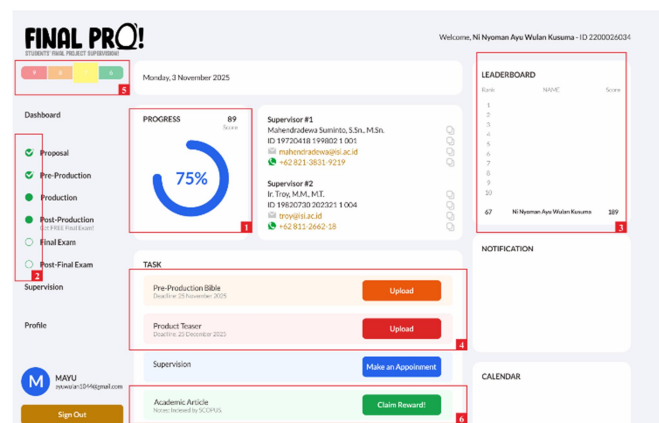 FINAL PRO!
STUDENTS' FINAL PROJECT SUPERVISION!
Welcome, Ni Nyoman Ayu Wulan Kusuma - ID 2200026034
6
5
Monday, 3 November 2025
LEADERBOARD
Rank NAME Score
1
2
3
4
5
6
7
8
9
10
67 Ni Nyoman Ayu Wulan Kusuma 189
3
Dashboard
Proposal
Pre-Production
Production
Post-Production
Get FREE Final Exam!
Final Exam
Post-Final Exam
2
Supervision
Profile
M
MAYU
Sign Out
PROGRESS
89
Score
75%
1
Supervisor #1
Mahendradewa Suminto, S.Sn., M.Sn.
ID 19720418 199802 1 001
mahendradewa@isi.ac.id
+62 821-3831-9219
Supervisor #2
Ir. Troy, M.M., M.T.
ID 19820730 202321 1 004
troy@isi.ac.id
+62 811-2662-18
NOTIFICATION
TASK
Pre-Production Bible
Deadline: 25 November 2025
Upload
Product Teaser
Deadline: 25 December 2025
Upload
4
Supervision
Make an Appoinment
Academic Article
Notes: Indexed by SCOPUS
Claim Reward!
6
CALENDAR